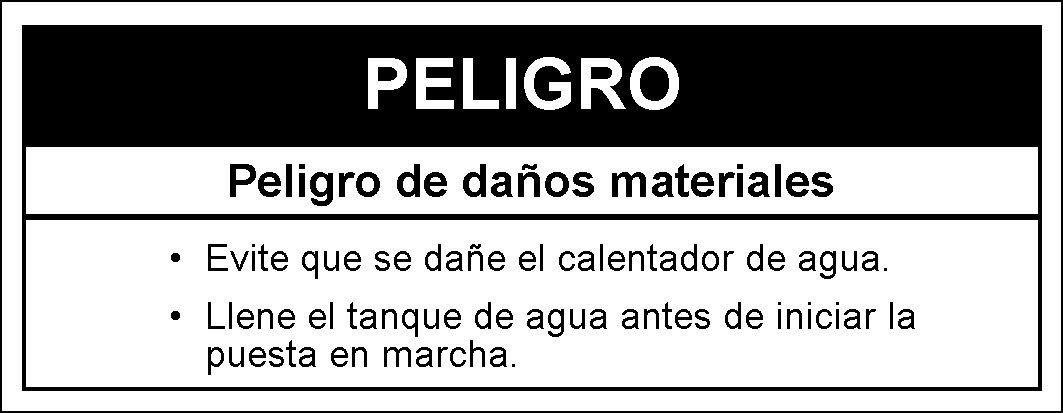 PELIGRO
Peligro de daños materiales
• Evite que se dañe el calentador de agua.
• Llene el tanque de agua antes de iniciar la
puesta en marcha.